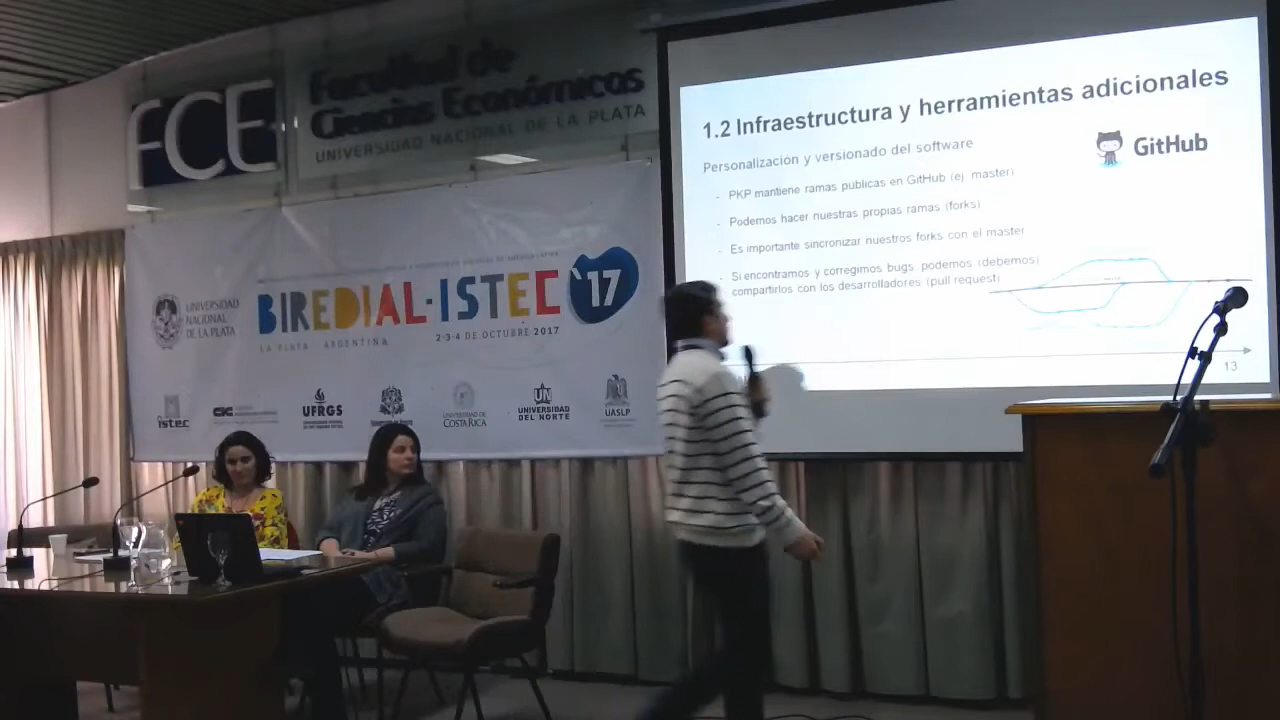 FCE
Facultad de
Ciencias Económicas
UNIVERSIDAD NACIONAL DE LA PLATA
UNIVERSIDAD
NACIONAL
DE LA PLATA
BIREDIAL-ISTEC '17
LA PLATA ARGENTINA
2-3-4 DE OCTUBRE 2017
istec
CIC
UFRGS
UNIVERSIDAD DE
COSTA RICA
UN
UNIVERSIDAD
DEL NORTE
UASLP
1.2 Infraestructura y herramientas adicionales
Personalización y versionado del software
GitHub
- PKP mantiene ramas públicas en GitHub (ej. master)
- Podemos hacer nuestras propias ramas (forks)
- Es importante sincronizar nuestros forks con el master
- Si encontramos y corregimos bugs, podemos (debemos)
compartirlos con los desarrolladores (pull request)
13